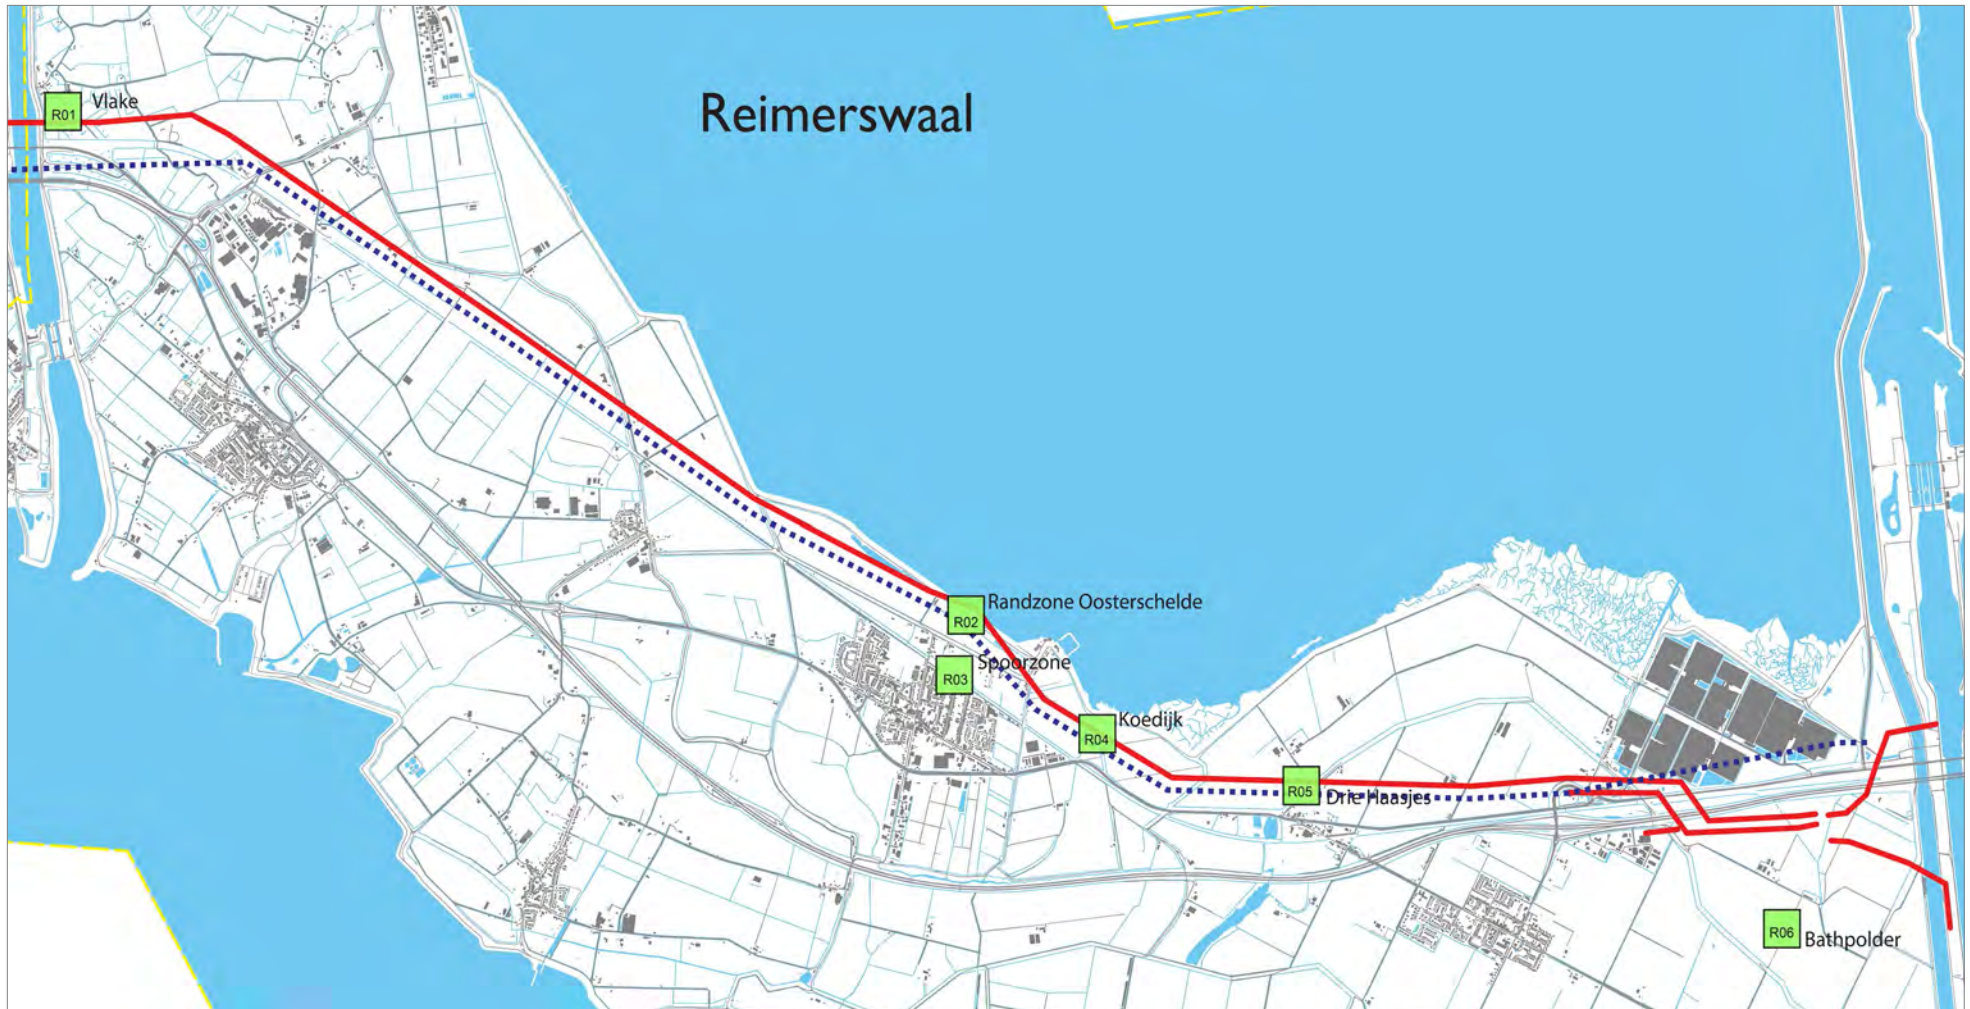 Reimerswaal
R01
Vlake
R02
Randzone Oosterschelde
R03
Spoorzone
R04
Koedijk
R05
Drie Haasjes
R06
Bathpolder